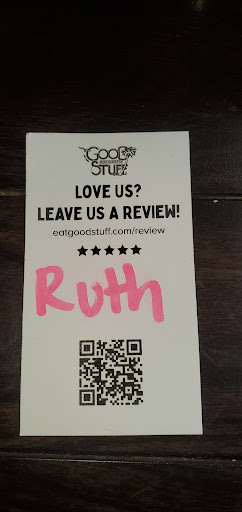 GOOD
STUFF
LOVE US?
LEAVE US A REVIEW!
eatgoodstuff.com/review
Ruth